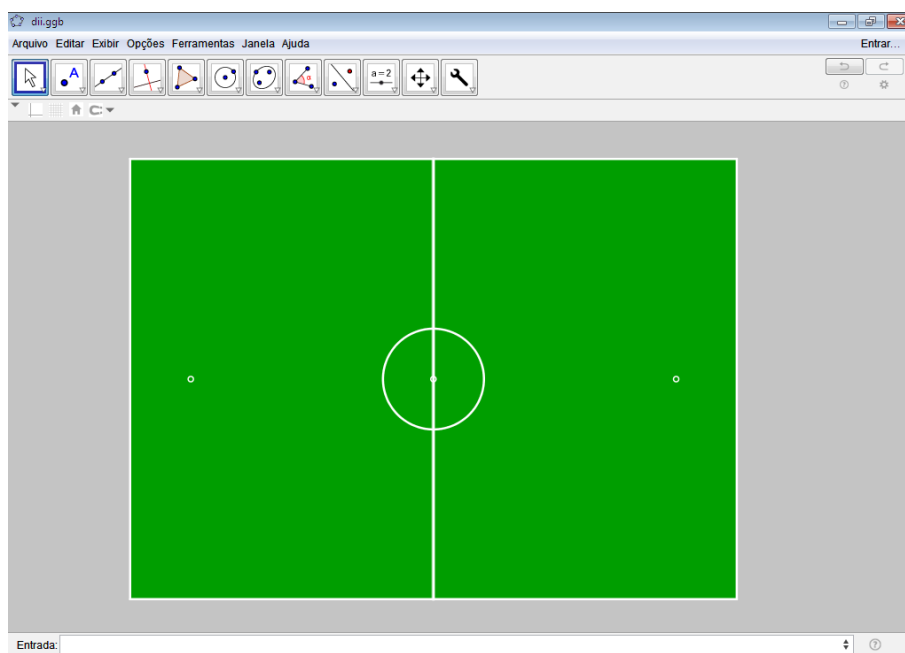 dii.ggb
Arquivo Editar Exibir Opções Ferramentas Janela Ajuda Entrar...
A a=2
Entrada: